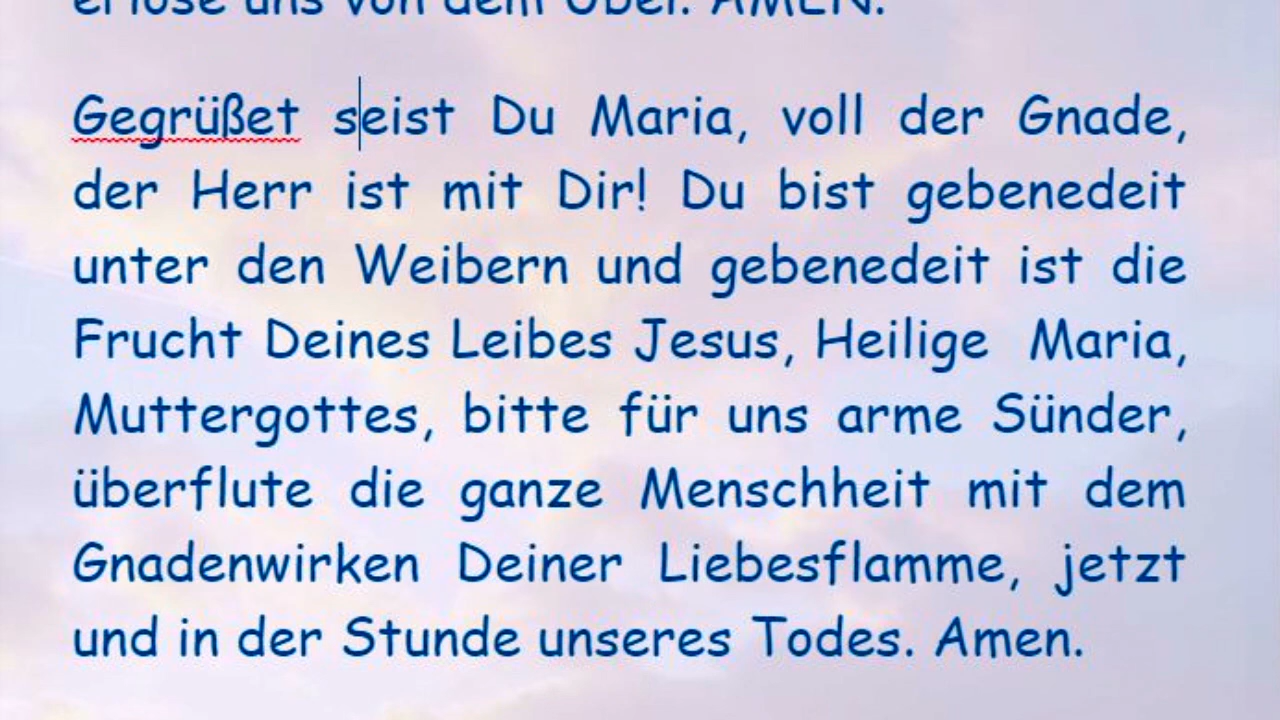 erlöse uns von dem Übel. AMEN.
Gegrüßet seist Du Maria, voll der Gnade,
der Herr ist mit Dir! Du bist gebenedeit
unter den Weibern und gebenedeit ist die
Frucht Deines Leibes Jesus, Heilige Maria,
Muttergottes, bitte für uns arme Sünder,
überflute die ganze Menschheit mit dem
Gnadenwirken Deiner Liebesflamme, jetzt
und in der Stunde unseres Todes. Amen.